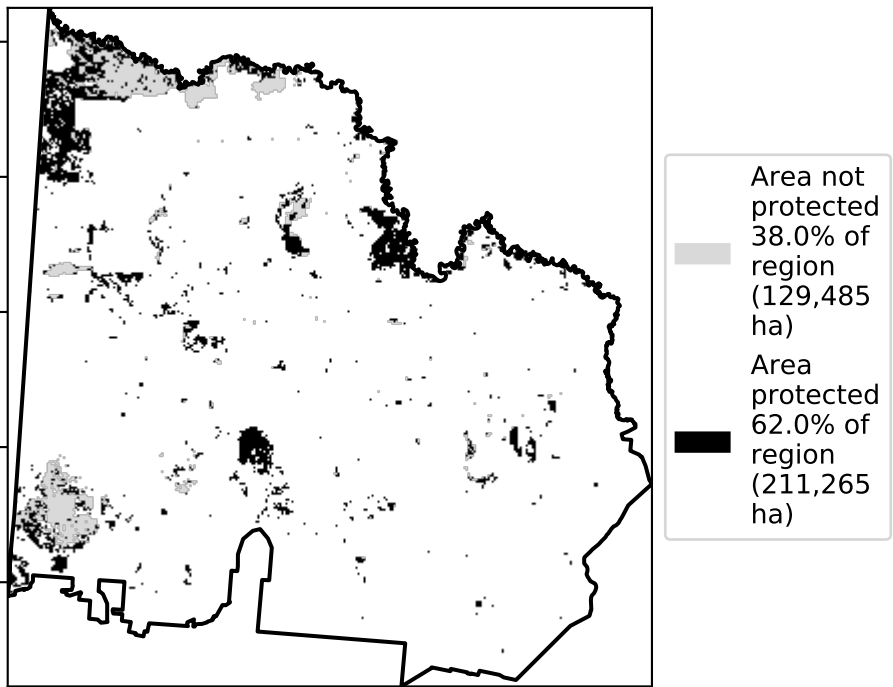 Area not
protected
38.0% of
region
(129,485
ha)
Area
protected
62.0% of
region
(211,265
ha)